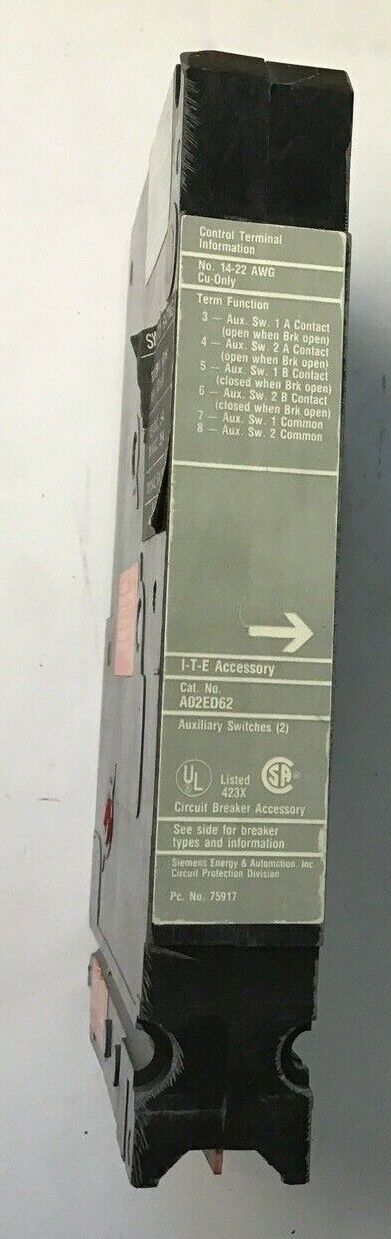 Control Terminal
Information
No. 14-22 AWG
Cu-Only
Term Function
3 — Aux. Sw. 1 A Contact
(open when Brk open)
4 — Aux. Sw. 2 A Contact
(open when Brk open)
5 — Aux. Sw. 1 B Contact
(closed when Brk open)
6 — Aux. Sw. 2 B Contact
(closed when Brk open)
7 — Aux. Sw. 1 Common
8 — Aux. Sw. 2 Common
I-T-E Accessory
Cat. No.
A02ED62
Auxiliary Switches (2)
UL ® Listed
423X
SA
Circuit Breaker Accessory
See side for breaker
types and information
Siemens Energy & Automation, Inc
Circuit Protection Division
Pc. No. 75917